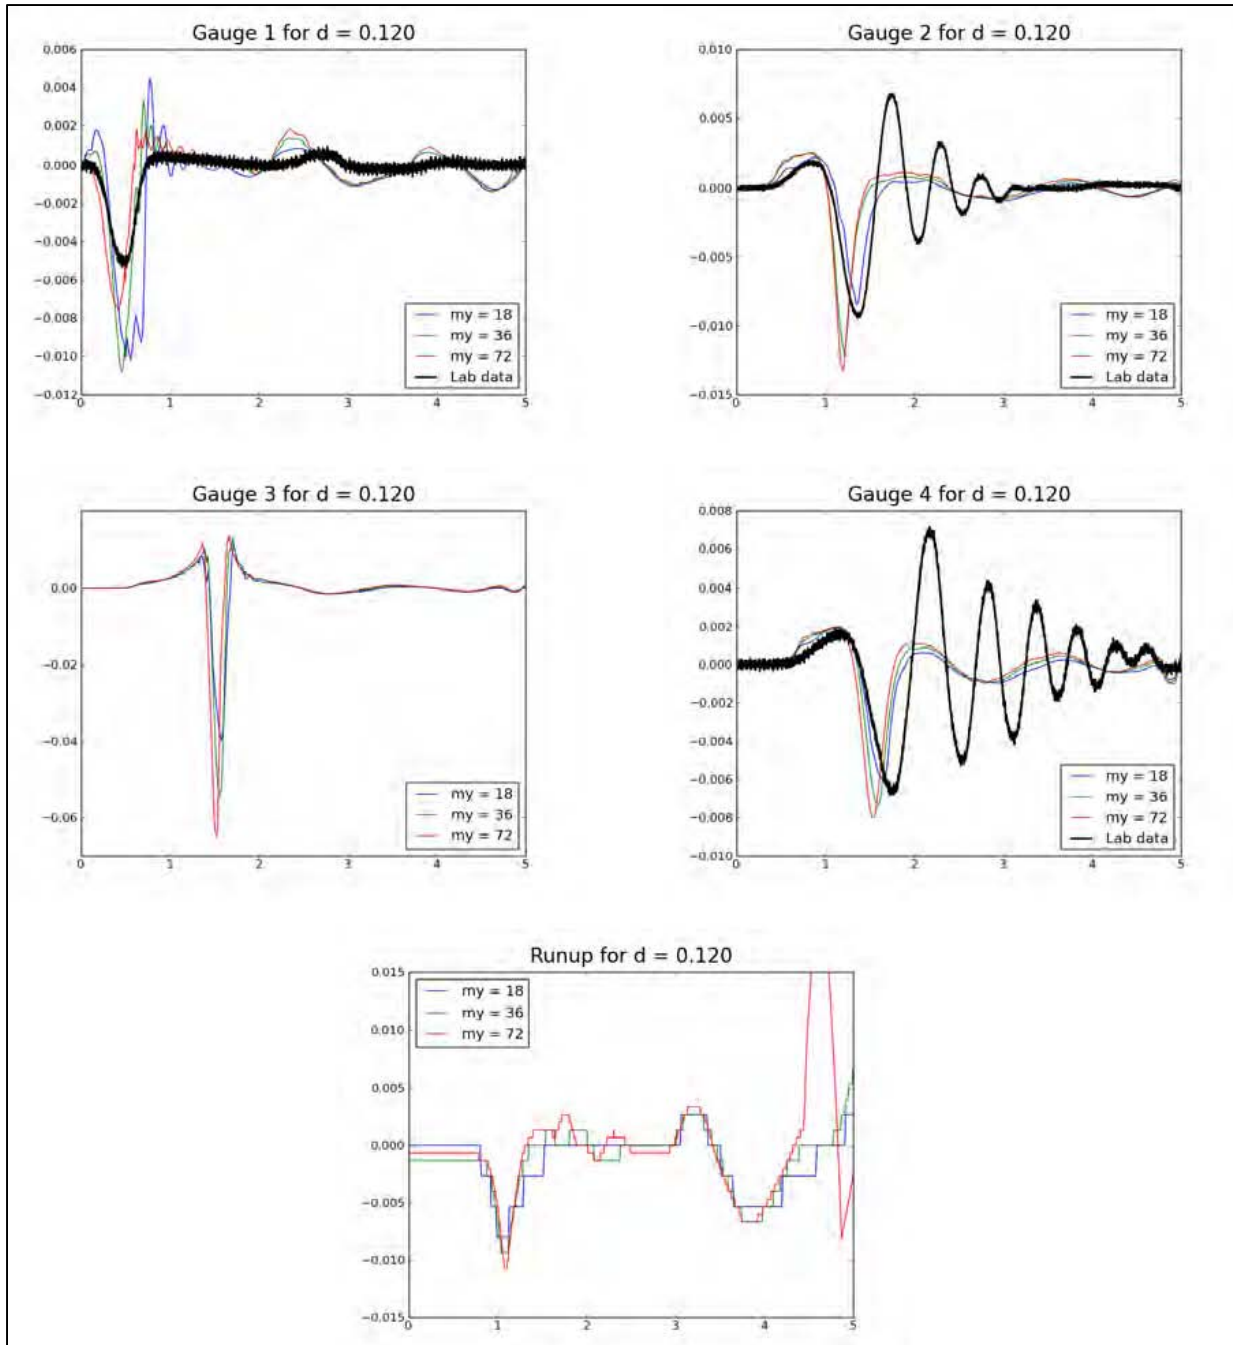 Gauge 1 for d = 0.120
0.006
0.004
0.002
0.000
−0.002
−0.004
−0.006
−0.008
−0.010
−0.012
0 1 2 3 4 5
my = 18
my = 36
my = 72
Lab data
Gauge 2 for d = 0.120
0.010
0.005
0.000
−0.005
−0.010
−0.015
0 1 2 3 4 5
my = 18
my = 36
my = 72
Lab data
Gauge 3 for d = 0.120
0.00
−0.02
−0.04
−0.06
0 1 2 3 4 5
my = 18
my = 36
my = 72
Gauge 4 for d = 0.120
0.008
0.006
0.004
0.002
0.000
−0.002
−0.004
−0.006
−0.008
−0.010
0 1 2 3 4 5
my = 18
my = 36
my = 72
Lab data
Runup for d = 0.120
0.015
0.010
0.005
0.000
−0.005
−0.010
−0.015
0 1 2 3 4 5
my = 18
my = 36
my = 72